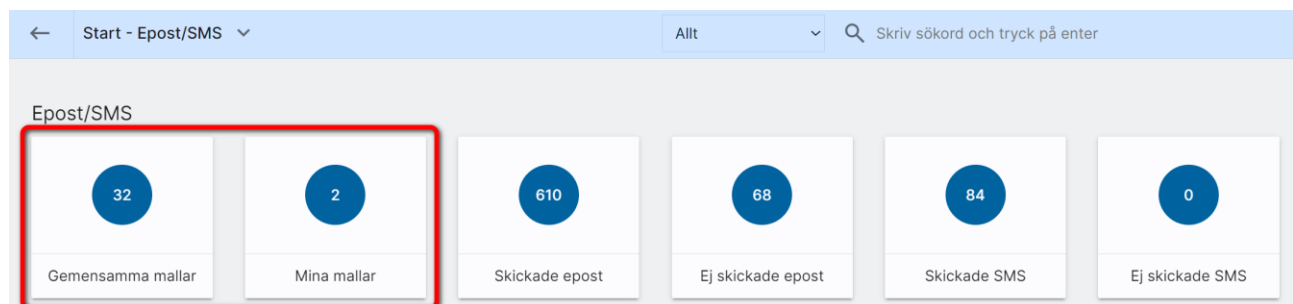 Start - Epost/SMS
Allt
Skriv sökord och tryck på enter
Epost/SMS
32 2 610 68 84 0
Gemensamma mallar Mina mallar Skickade epost Ej skickade epost Skickade SMS Ej skickade SMS